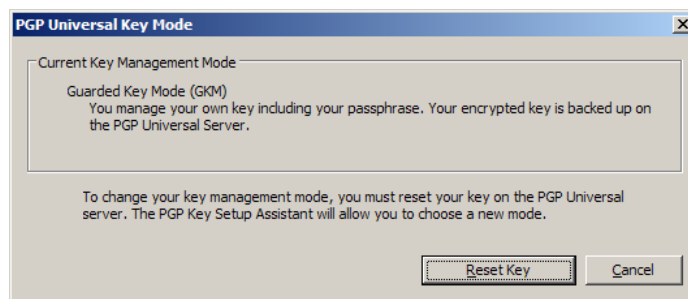 PGP Universal Key Mode
Current Key Management Mode
Guarded Key Mode (GKM)
You manage your own key including your passphrase. Your encrypted key is backed up on
the PGP Universal Server.
To change your key management mode, you must reset your key on the PGP Universal
server. The PGP Key Setup Assistant will allow you to choose a new mode.
Reset Key
Cancel